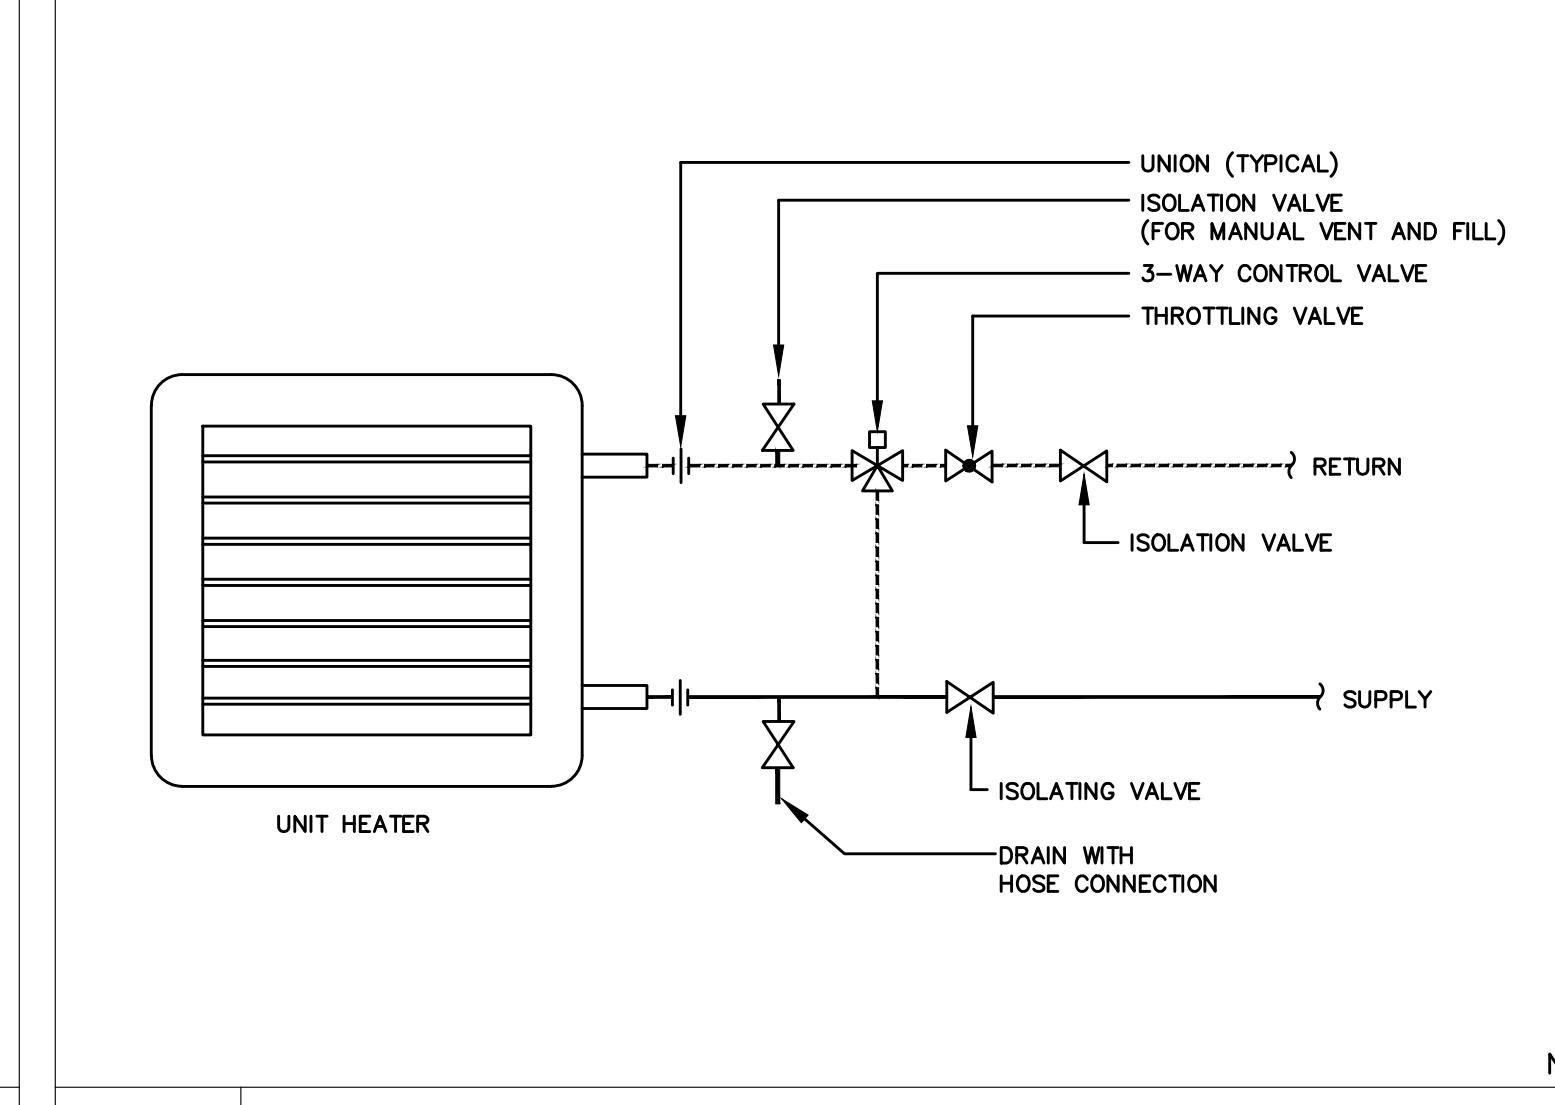 UNION (TYPICAL)
ISOLATION VALVE
(FOR MANUAL VENT AND FILL)
3-WAY CONTROL VALVE
THROTTLING VALVE
RETURN
ISOLATION VALVE
SUPPLY
ISOLATING VALVE
UNIT HEATER
DRAIN WITH
HOSE CONNECTION